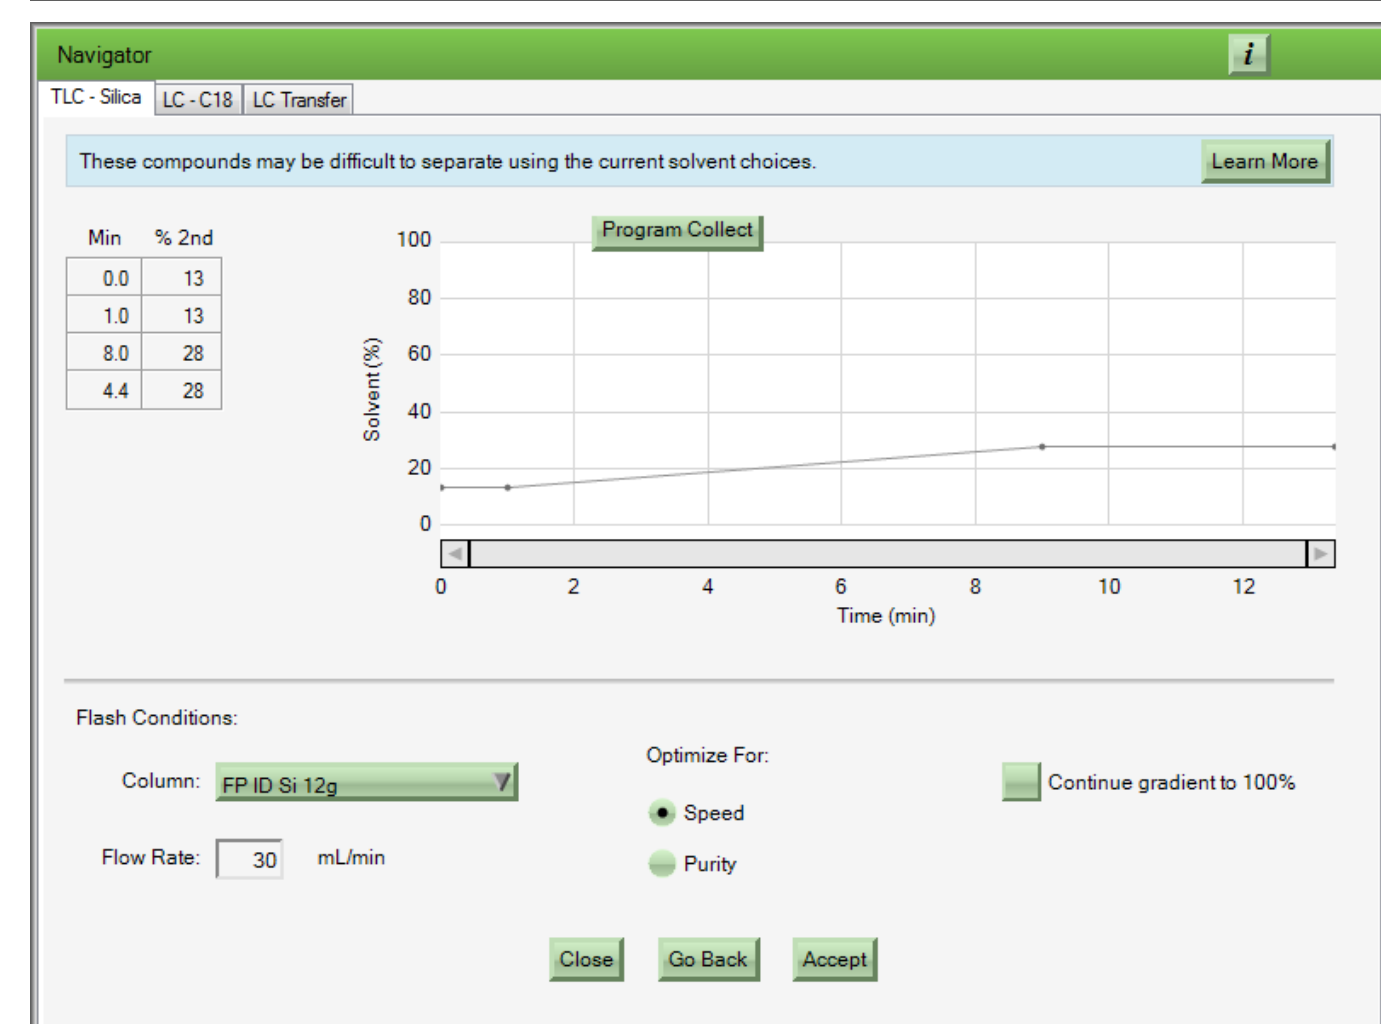 Navigator
i
TLC - Silica LC - C18 LC Transfer
These compounds may be difficult to separate using the current solvent choices.
Learn More
Min % 2nd
0.0 13
1.0 13
8.0 28
4.4 28
Program Collect
100
80
60
40
20
0
Solvent (%)
0 2 4 6 8 10 12
Time (min)
Flash Conditions:
Column: FP ID Si 12g
Flow Rate: 30 mL/min
Optimize For:
Speed
Purity
Continue gradient to 100%
Close Go Back Accept